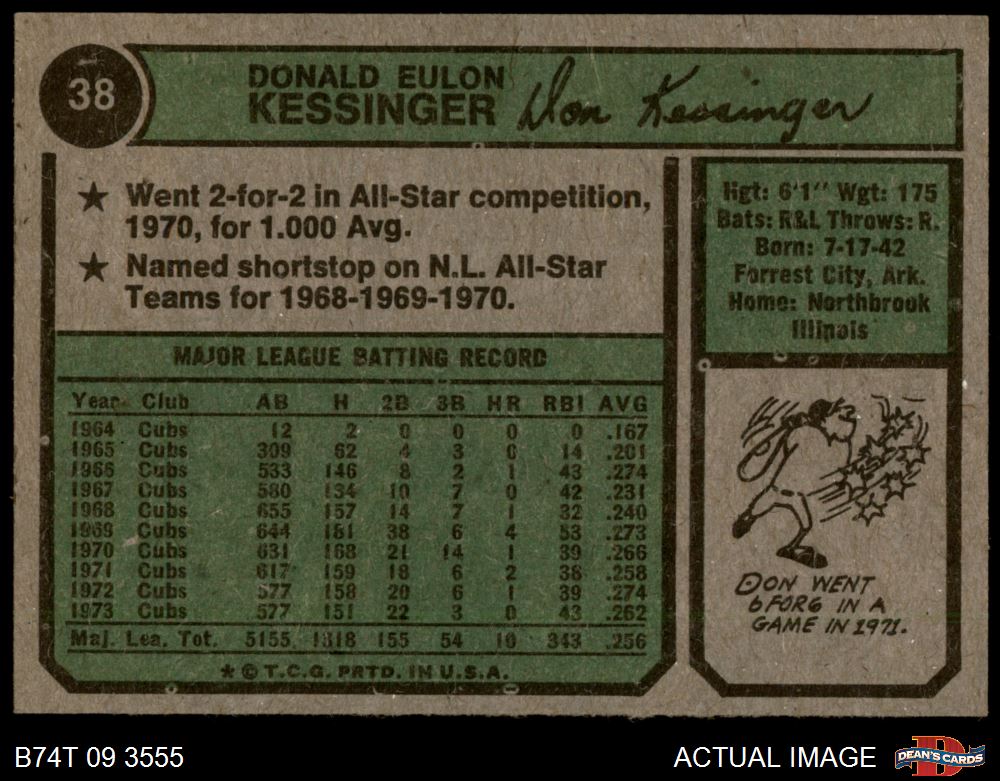 38
DONALD EULON
KESSINGER
Don Kessinger
★ Went 2-for-2 in All-Star competition,
1970, for 1.000 Avg.
★ Named shortstop on N.L. All-Star
Teams for 1968-1969-1970.
MAJOR LEAGUE BATTING RECORD
Year Club AB H 2B 3B HR RBI AVG
1964 Cubs 12 2 0 0 0 0 .167
1965 Cubs 309 62 4 3 0 14 .201
1966 Cubs 533 146 8 2 1 43 .274
1967 Cubs 580 134 10 7 0 42 .231
1968 Cubs 655 157 14 7 1 32 .240
1969 Cubs 644 181 38 6 4 53 .273
1970 Cubs 631 168 21 14 1 39 .266
1971 Cubs 617 159 18 6 2 38 .258
1972 Cubs 577 158 20 6 1 39 .274
1973 Cubs 577 151 22 3 0 43 .262
Maj. Lea. Tot. 5155 1318 155 54 10 343 .256
* © T.C.G. PRTD. IN U.S.A.
Hgt: 6'1" Wgt: 175
Bats: R&L Throws: R.
Born: 7-17-42
Forrest City, Ark.
Home: Northbrook
Illinois
DON WENT
6 FOR 6 IN A
GAME IN 1971.
B74T 09 3555
ACTUAL IMAGE
D
DEAN'S CARDS